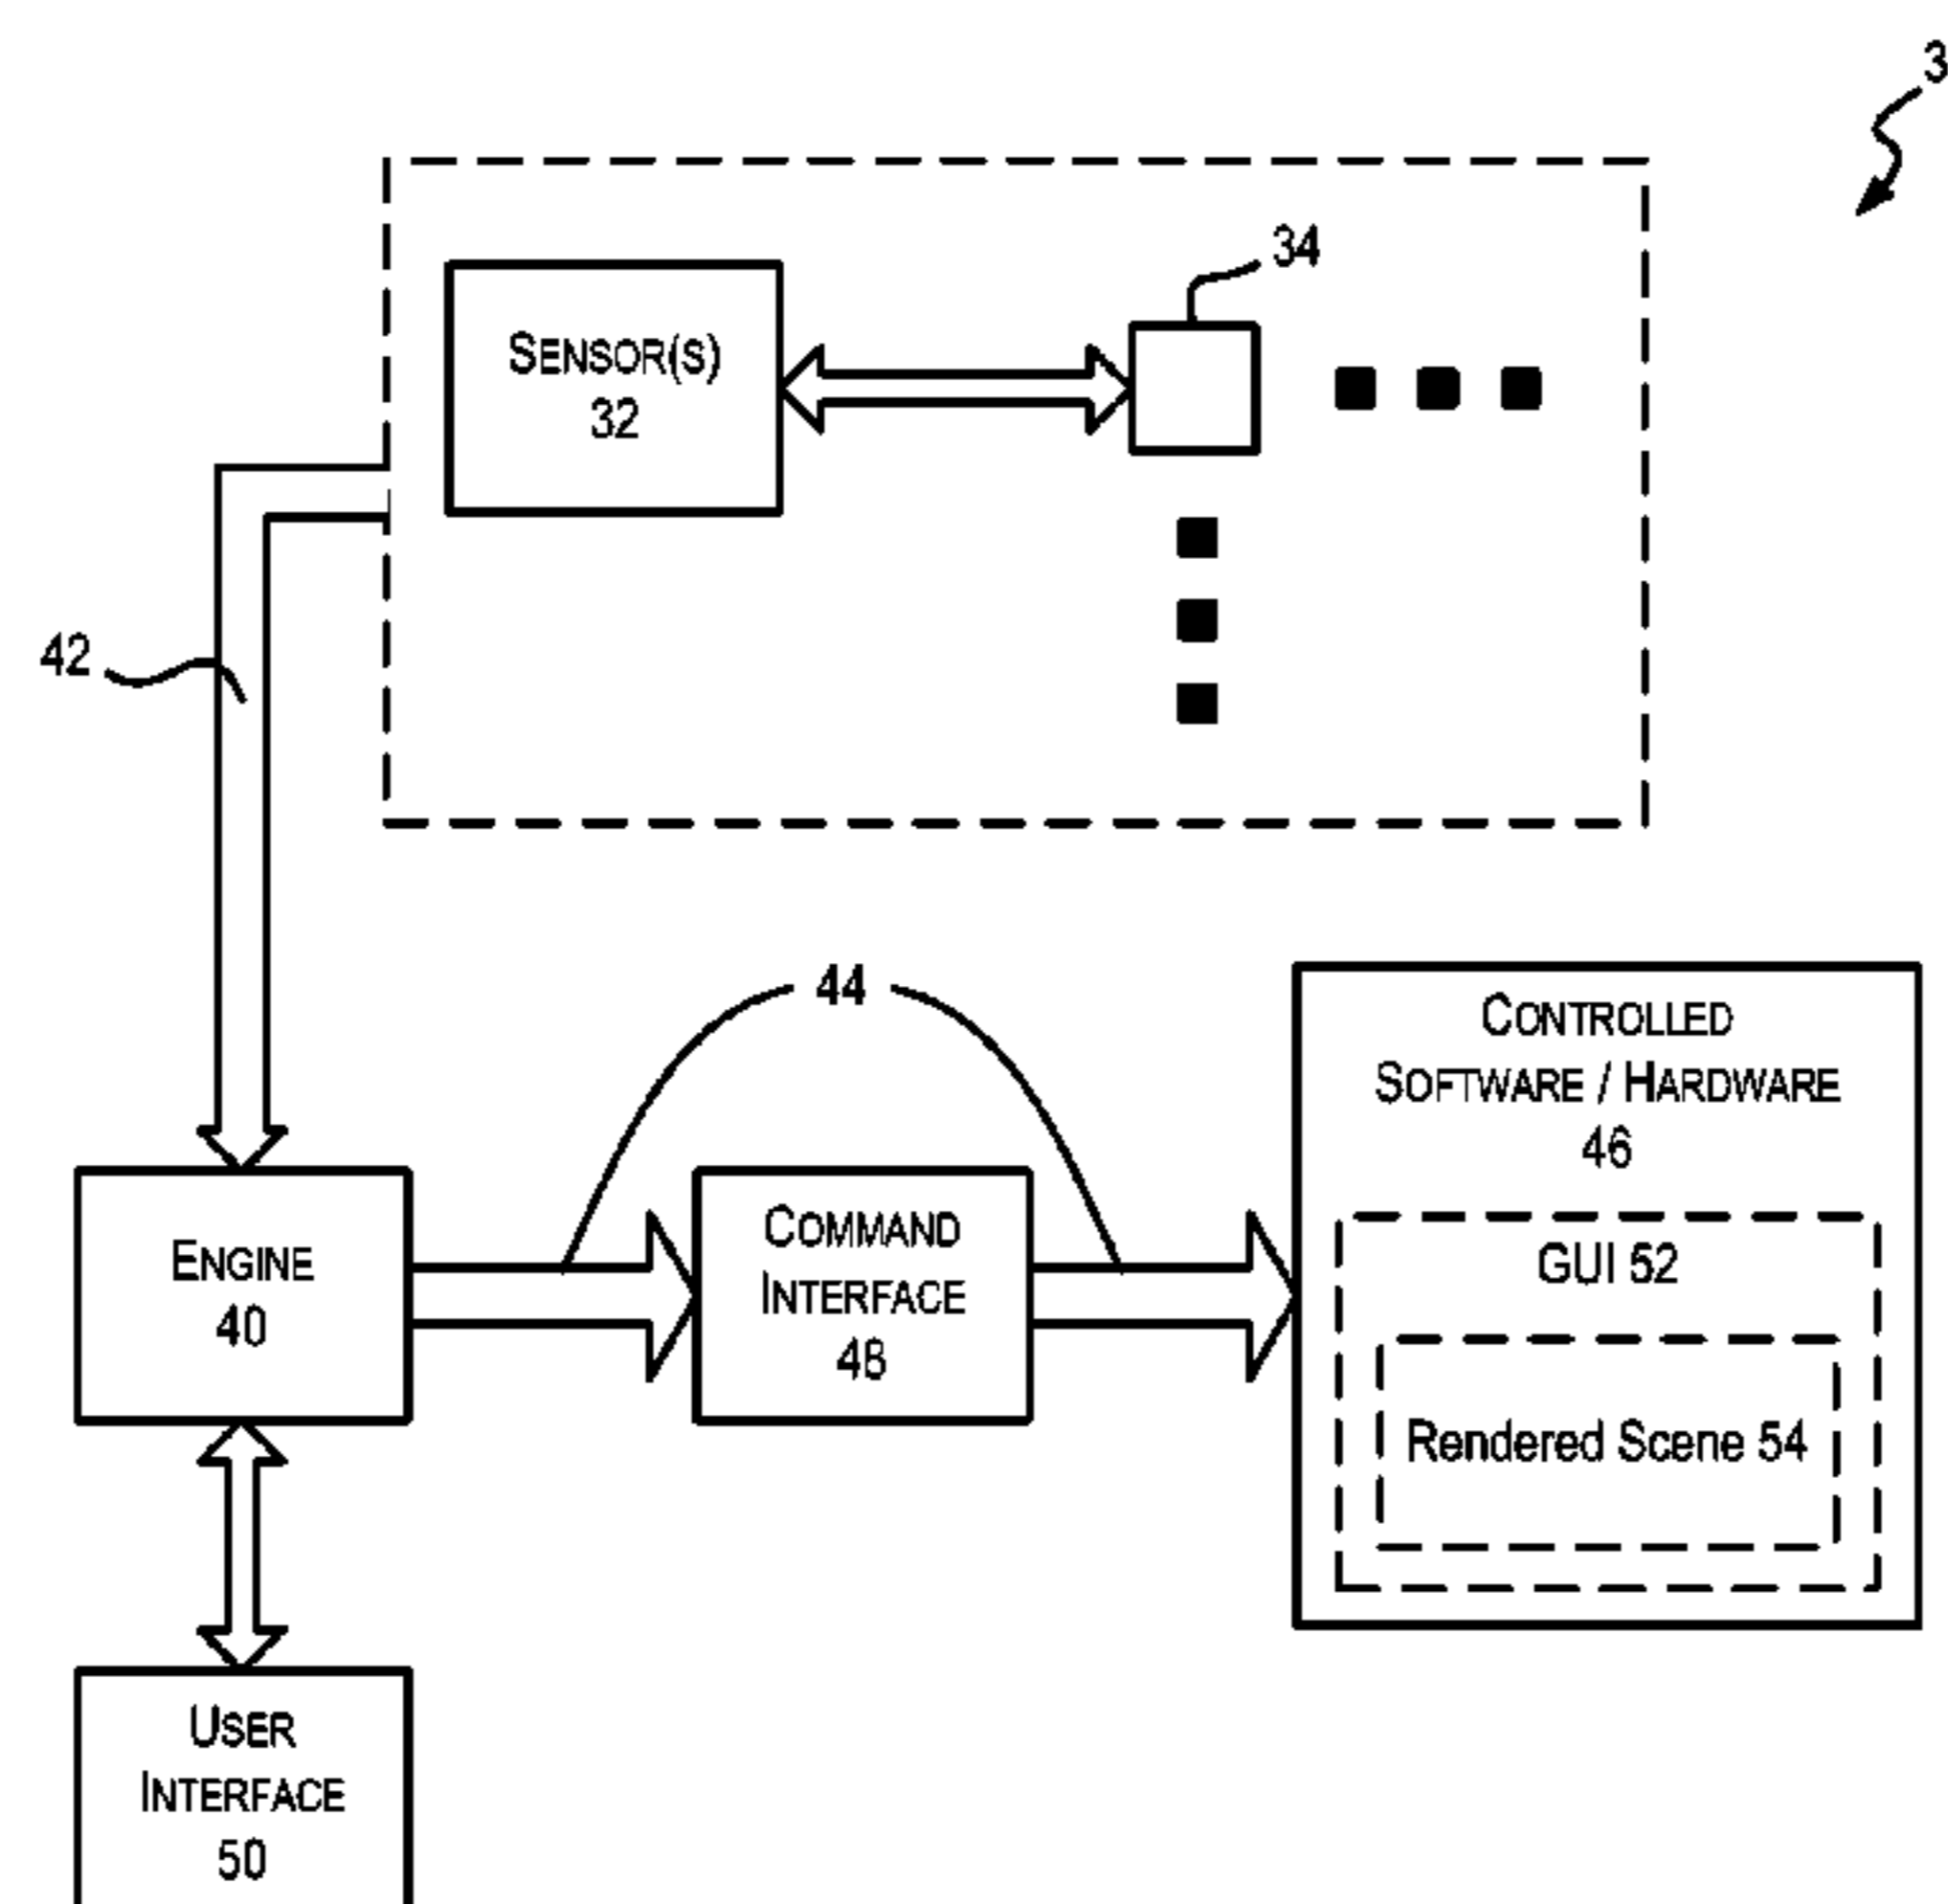 3
34
SENSOR(S)
32
42
44
CONTROLLED
SOFTWARE / HARDWARE
46
ENGINE
40
COMMAND
INTERFACE
48
GUI 52
Rendered Scene 54
USER
INTERFACE
50